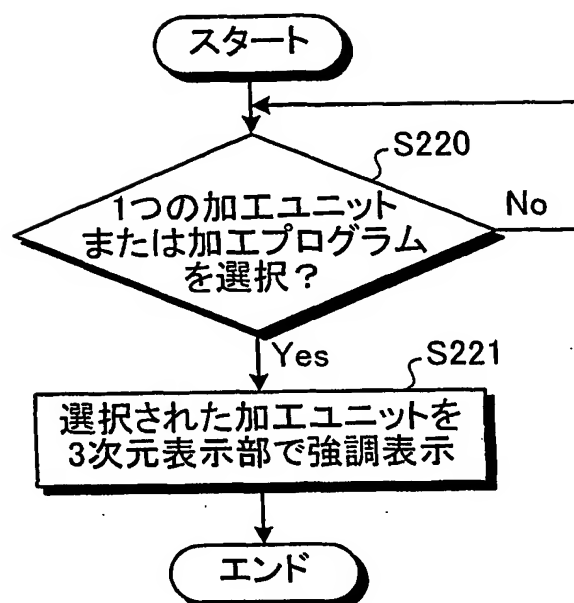 スタート
S220
1つの加工ユニット
または加工プログラム
を選択？
No
Yes
S221
選択された加工ユニットを
3次元表示部で強調表示
エンド